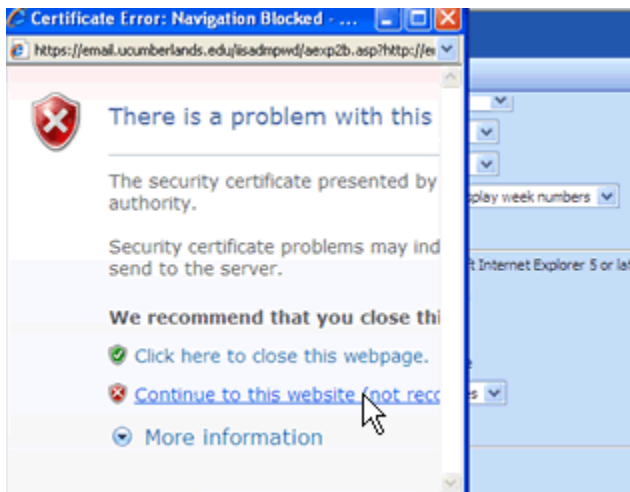 Certificate Error: Navigation Blocked - ...
https://email.ucumberlands.edu/iisadmpwd/aexp2b.asp?http://e
There is a problem with this
The security certificate presented by
authority.
Security certificate problems may ind
send to the server.
We recommend that you close thi
Click here to close this webpage.
Continue to this website (not reco
More information
splay week numbers
t Internet Explorer 5 or lat
es